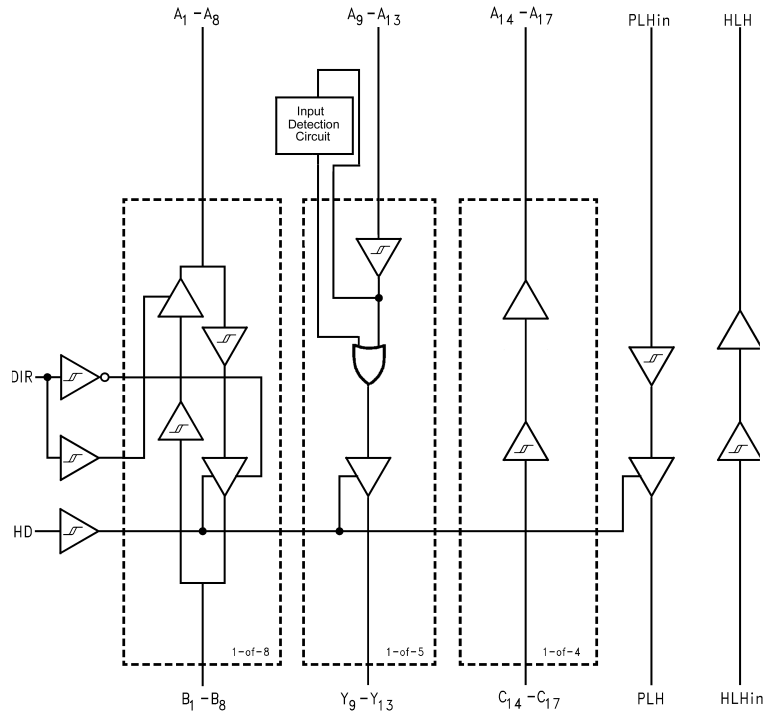 A1 –A8
A9 –A13
A14 –A17
PLHin
HLH
Input
Detection
Circuit
DIR
HD
1-of-8
1-of-5
1-of-4
B1 –B8
Y9 –Y13
C14 –C17
PLH
HLHin